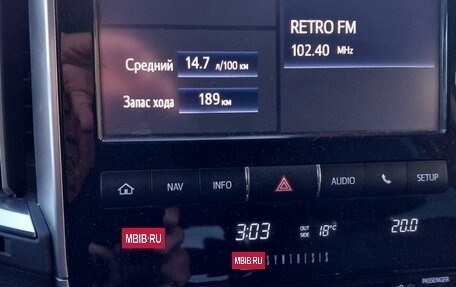 RETRO FM
102.40 MHz
Средний 14.7 л/100 км
Запас хода 189 км
NAV INFO AUDIO SETUP
MBIB.RU
3:03 OUT SIDE 18°C 20.0
MBIB.RU
SYNTHESIS
PASSENGER